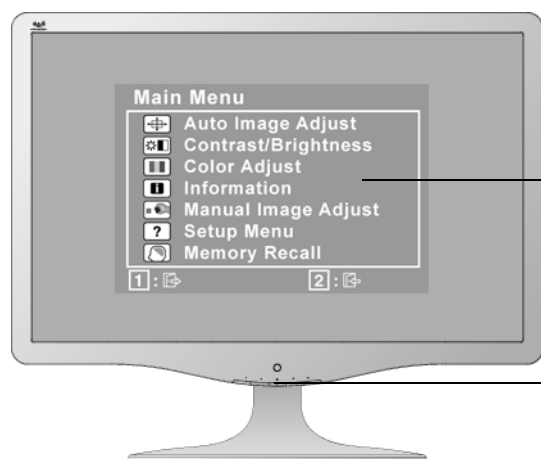 Main Menu
Auto Image Adjust
Contrast/Brightness
Color Adjust
Information
Manual Image Adjust
Setup Menu
? Memory Recall
1 : 2 :